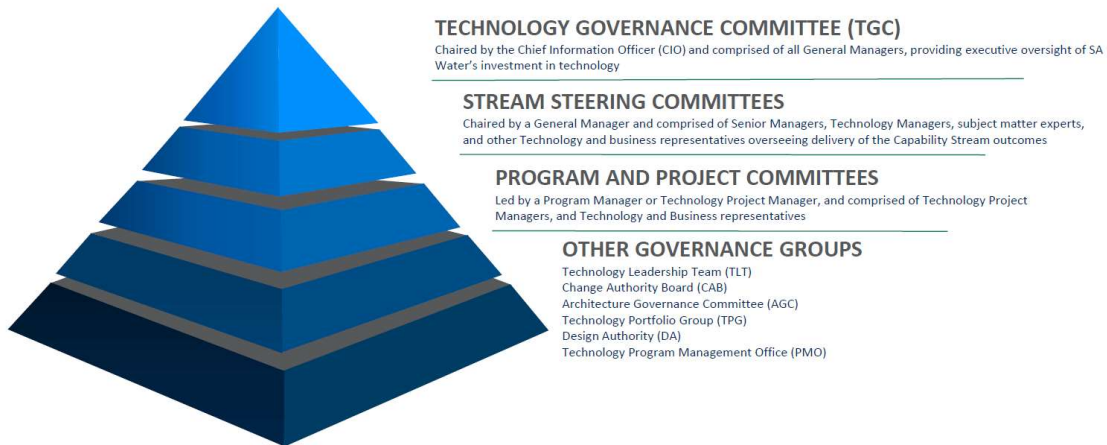 TECHNOLOGY GOVERNANCE COMMITTEE (TGC)
Chaired by the Chief Information Officer (CIO) and comprised of all General Managers, providing executive oversight of SA
Water's investment in technology
STREAM STEERING COMMITTEES
Chaired by a General Manager and comprised of Senior Managers, Technology Managers, subject matter experts,
and other Technology and business representatives overseeing delivery of the Capability Stream outcomes
PROGRAM AND PROJECT COMMITTEES
Led by a Program Manager or Technology Project Manager, and comprised of Technology Project
Managers, and Technology and Business representatives
OTHER GOVERNANCE GROUPS
Technology Leadership Team (TLT)
Change Authority Board (CAB)
Architecture Governance Committee (AGC)
Technology Portfolio Group (TPG)
Design Authority (DA)
Technology Program Management Office (PMO)